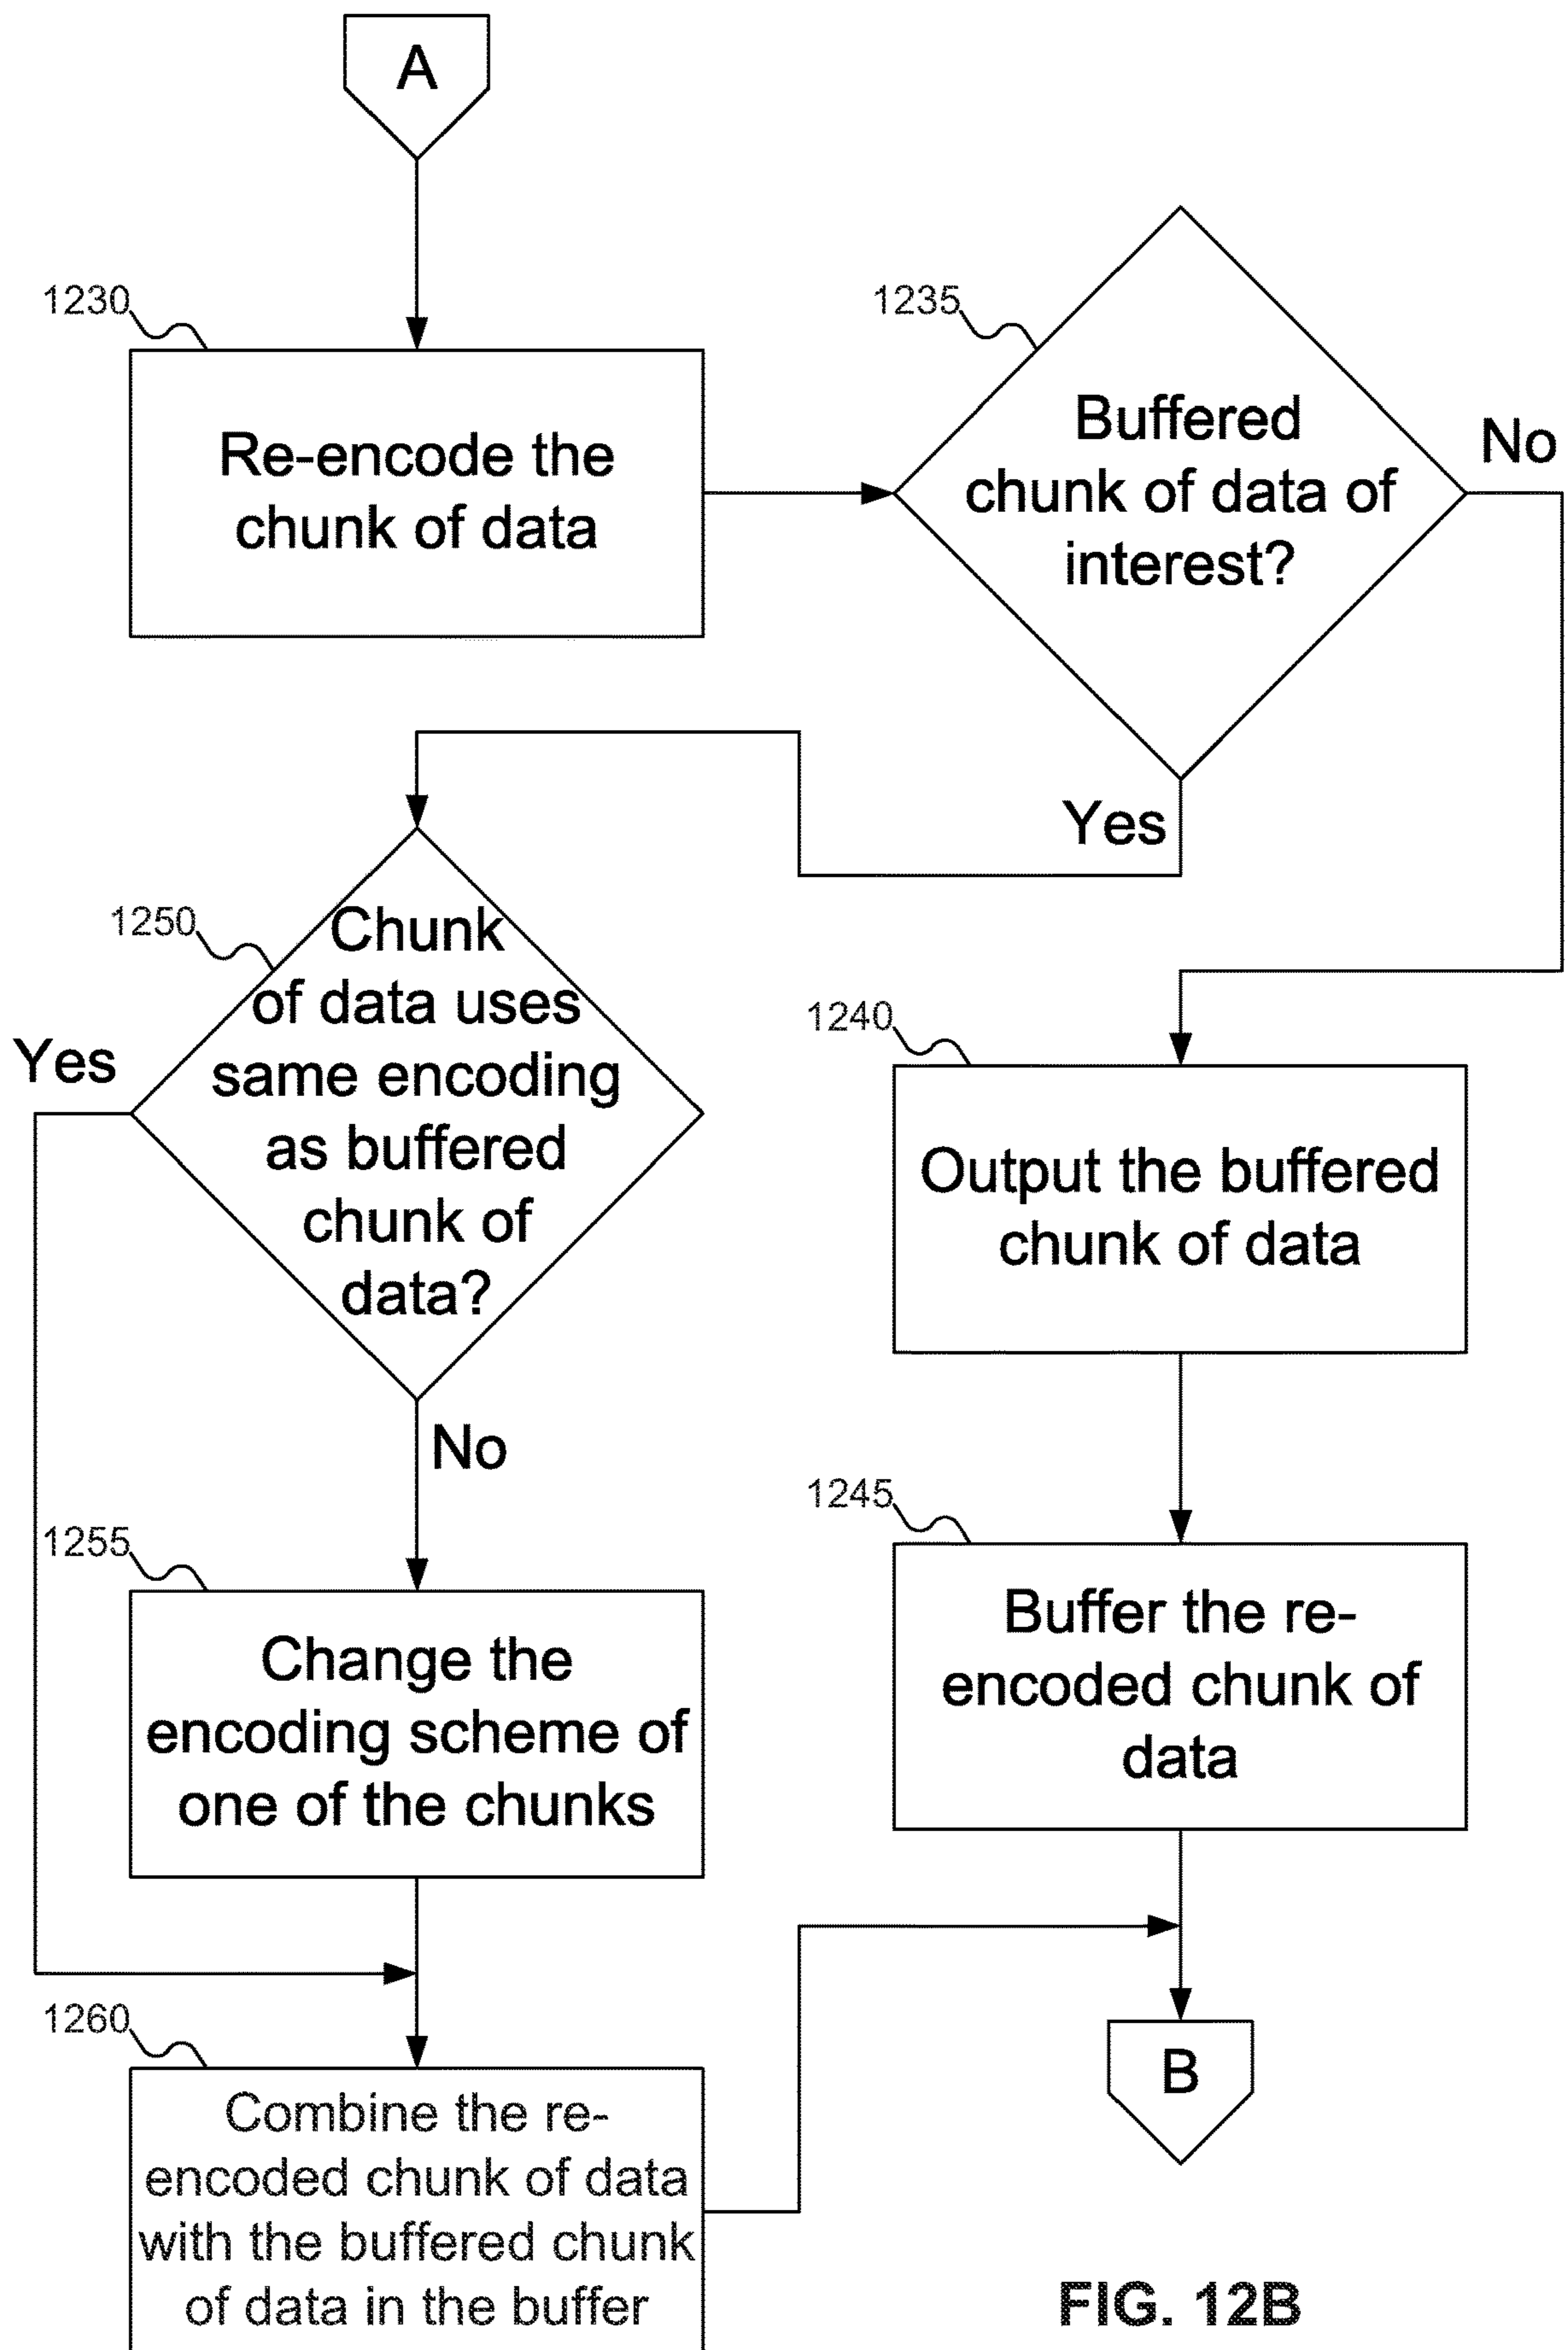 A
1230
Re-encode the
chunk of data
1235
Buffered
chunk of data of
interest?
No
Yes
1250
Chunk
of data uses
same encoding
as buffered
chunk of
data?
Yes
No
1240
Output the buffered
chunk of data
1255
Change the
encoding scheme of
one of the chunks
1245
Buffer the re-
encoded chunk of
data
1260
Combine the re-
encoded chunk of data
with the buffered chunk
of data in the buffer
B
FIG. 12B